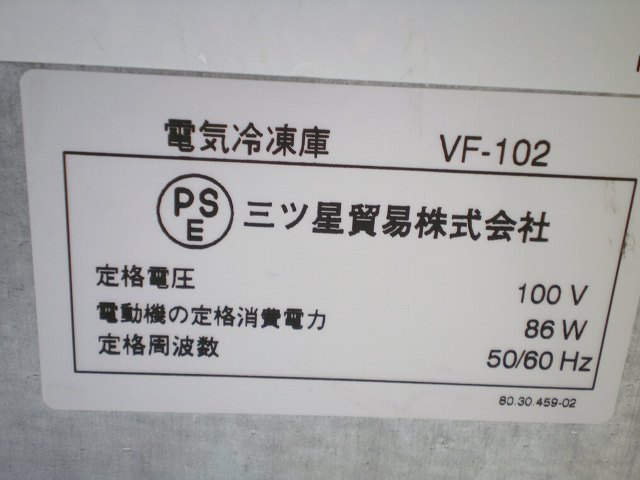 電気冷凍庫 VF-102
PSE 三ツ星貿易株式会社
定格電圧 100 V
電動機の定格消費電力 86 W
定格周波数 50/60 Hz
80.30.459-02